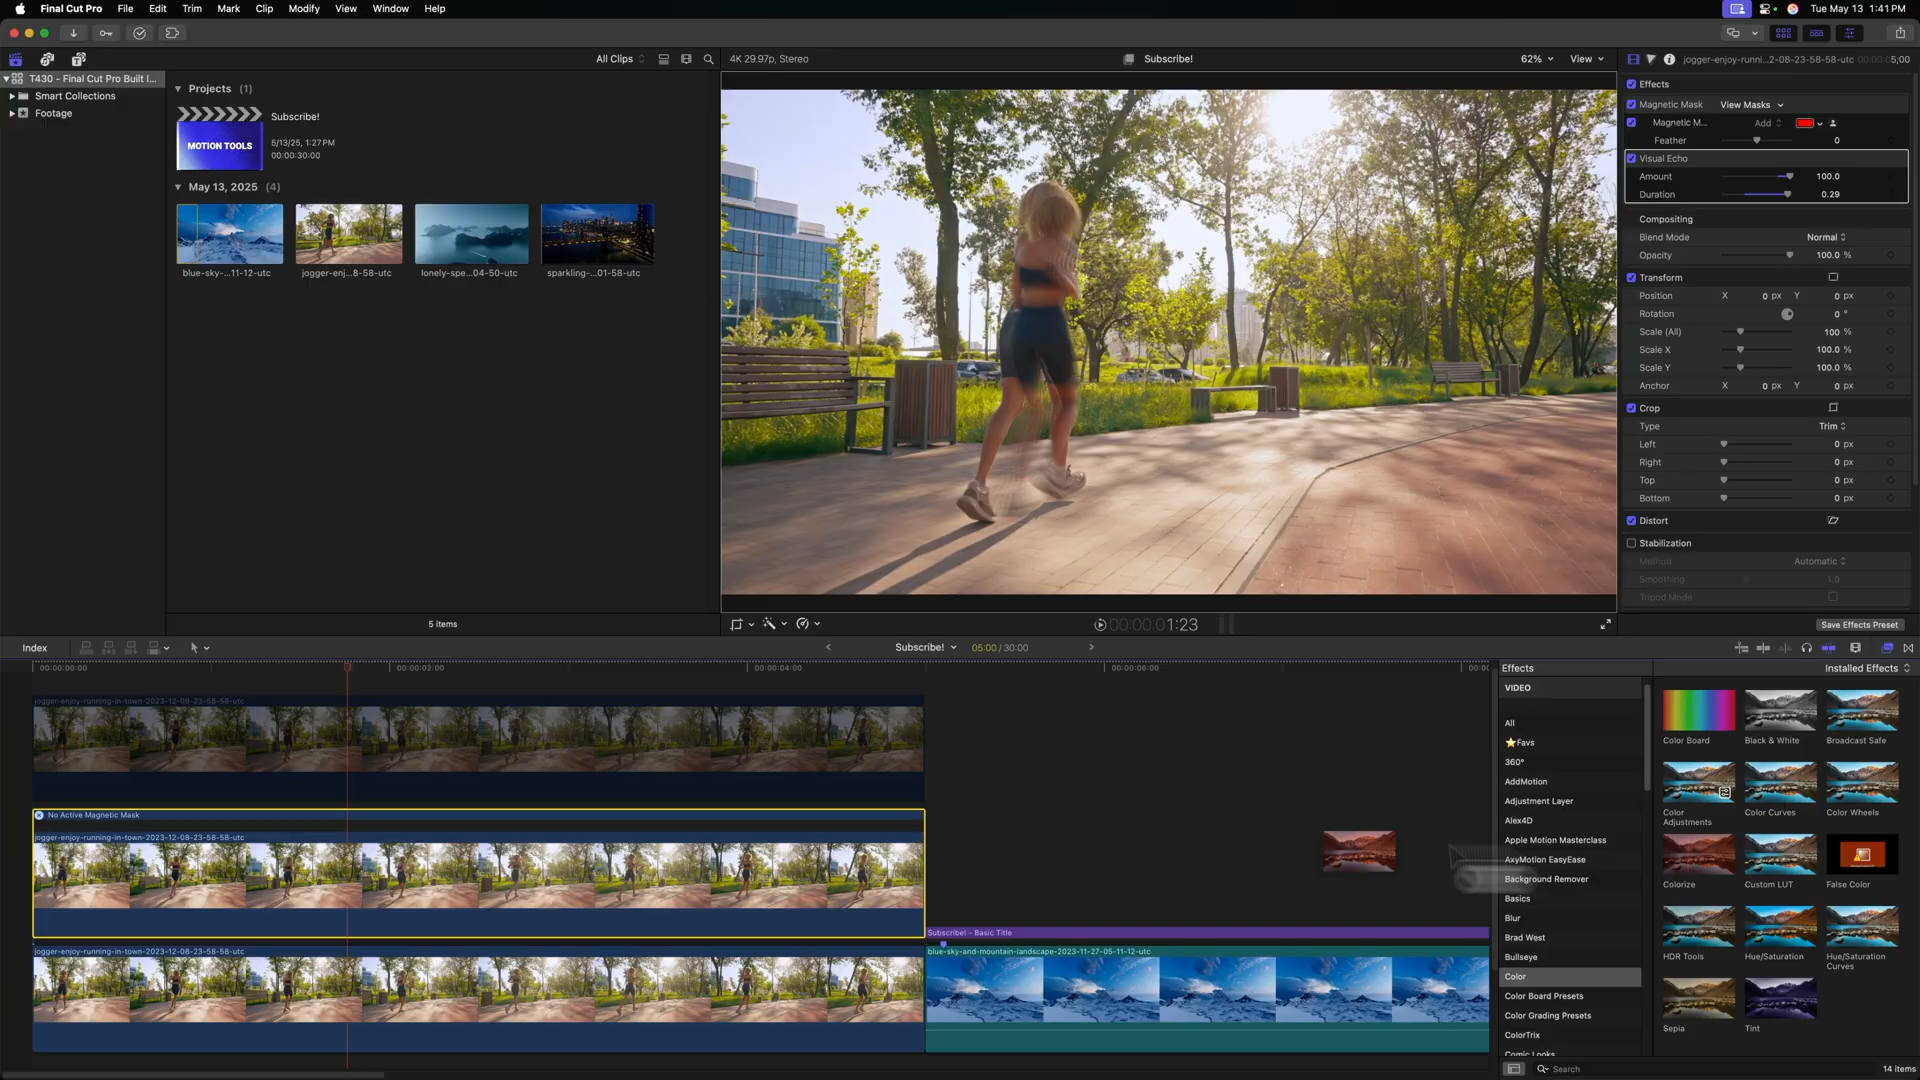 Final Cut Pro File Edit Trim Mark Clip Modify View Window Help
Tue May 13 1:41 PM
All Clips
4K 29.97p, Stereo
Subscribe!
62% View
jogger-enjoy-runni...2-08-23-58-58-utc
5;00
T430 - Final Cut Pro Built I...
Smart Collections
Footage
Projects (1)
MOTION TOOLS
Subscribe!
5/13/25, 1:27 PM
00:00:30:00
May 13, 2025 (4)
blue-sky-...11-12-utc
jogger-enj...8-58-utc
lonely-spe...04-50-utc
sparkling-...01-58-utc
5 items
Effects
Magnetic Mask View Masks
Magnetic M... Add
Feather 0
Visual Echo
Amount 100.0
Duration 0.29
Compositing
Blend Mode Normal
Opacity 100.0 %
Transform
Position X 0 px Y 0 px
Rotation 0 °
Scale (All) 100 %
Scale X 100.0 %
Scale Y 100.0 %
Anchor X 0 px Y 0 px
Crop
Type Trim
Left 0 px
Right 0 px
Top 0 px
Bottom 0 px
Distort
Stabilization
Method Automatic
Smoothing 1.0
Tripod Mode
Save Effects Preset
00:00:00:01:23
Index
Subscribe! 05:00 / 30:00
00:00:00:00
00:00:02:00
00:00:04:00
00:00:06:00
jogger-enjoy-running-in-town-2023-12-08-23-58-58-utc
No Active Magnetic Mask
jogger-enjoy-running-in-town-2023-12-08-23-58-58-utc
Subscribe! - Basic Title
jogger-enjoy-running-in-town-2023-12-08-23-58-58-utc
blue-sky-and-mountain-landscape-2023-11-27-05-11-12-utc
Effects
Installed Effects
VIDEO
All
⭐Favs
360°
AddMotion
Adjustment Layer
Alex4D
Apple Motion Masterclass
AxyMotion EasyEase
Background Remover
Basics
Blur
Brad West
Bullseye
Color
Color Board Presets
Color Grading Presets
ColorTrix
Comic Looks
Color Board
Black & White
Broadcast Safe
Color Adjustments
Color Curves
Color Wheels
Colorize
Custom LUT
False Color
HDR Tools
Hue/Saturation
Hue/Saturation Curves
Sepia
Tint
Search
14 items